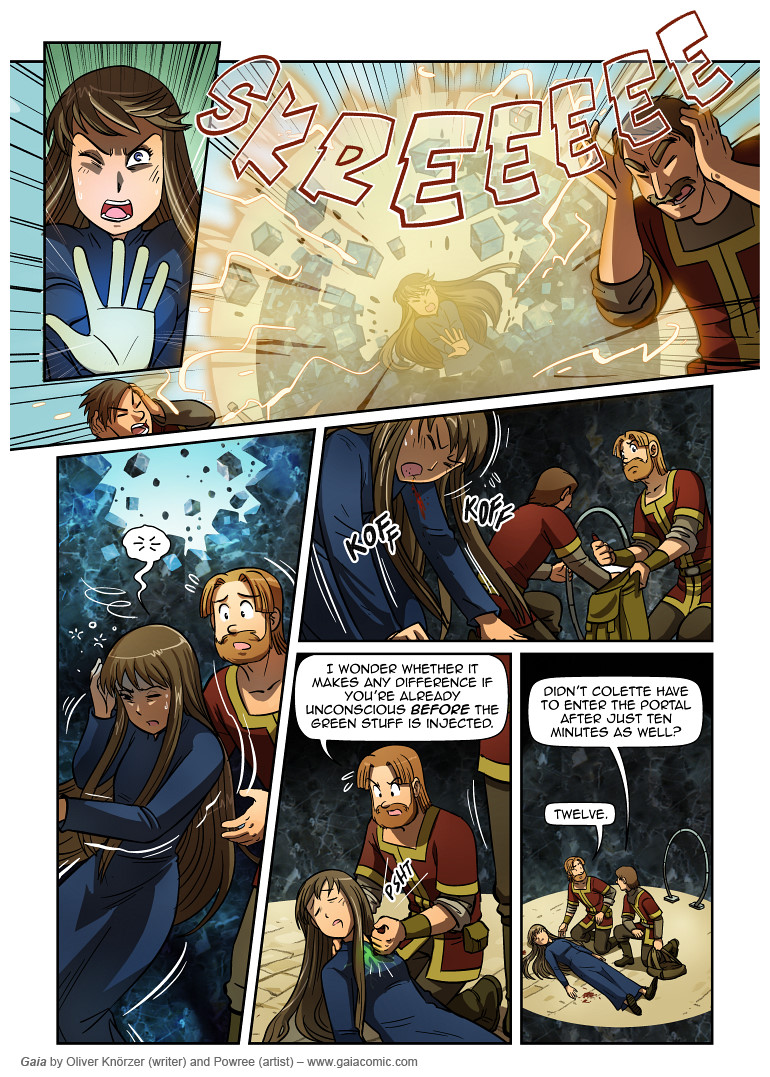 SKREEEEEE
KOFF
KOFF
I WONDER WHETHER IT
MAKES ANY DIFFERENCE IF
YOU'RE ALREADY
UNCONSCIOUS BEFORE THE
GREEN STUFF IS INJECTED.
PSHT
DIDN'T COLETTE HAVE
TO ENTER THE PORTAL
AFTER JUST TEN
MINUTES AS WELL?
TWELVE.
Gaia by Oliver Knörzer (writer) and Powree (artist) – www.gaiacomic.com